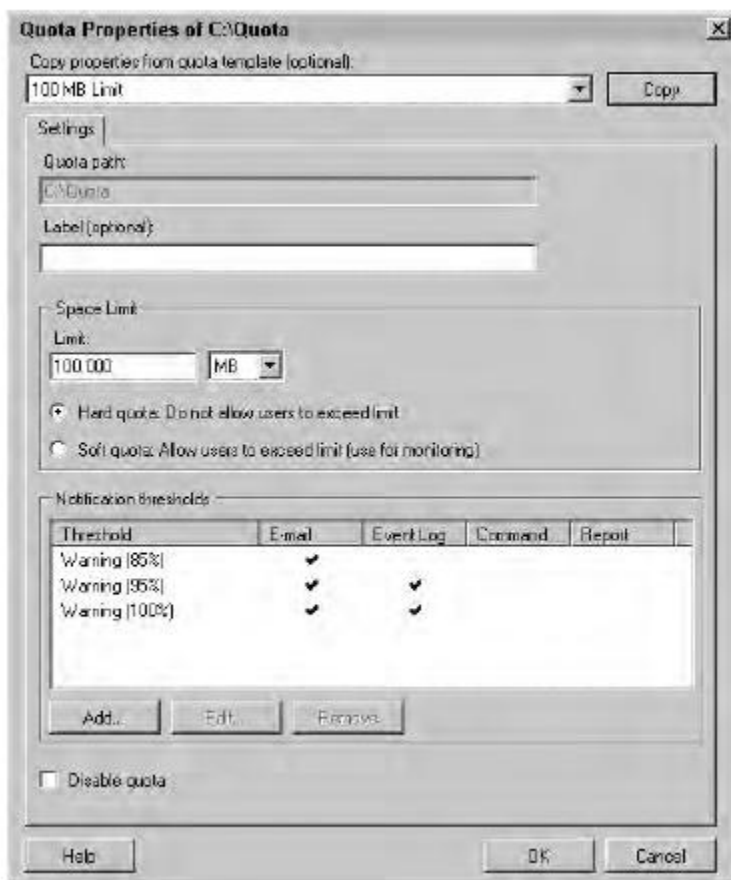 Quota Properties of C:\Quota
Copy properties from quota template (optional):
100 MB Limit
Copy
Settings
Quota path:
C:\Quota
Label (optional):
Space Limit
Limit:
100.000 MB
Hard quota: Do not allow users to exceed limit
Soft quota: Allow users to exceed limit (use for monitoring)
Notification thresholds
Threshold E-mail Event Log Command Report
Warning (85%)
Warning (95%)
Warning (100%)
Add... Edit... Remove
Disable quota
Help OK Cancel